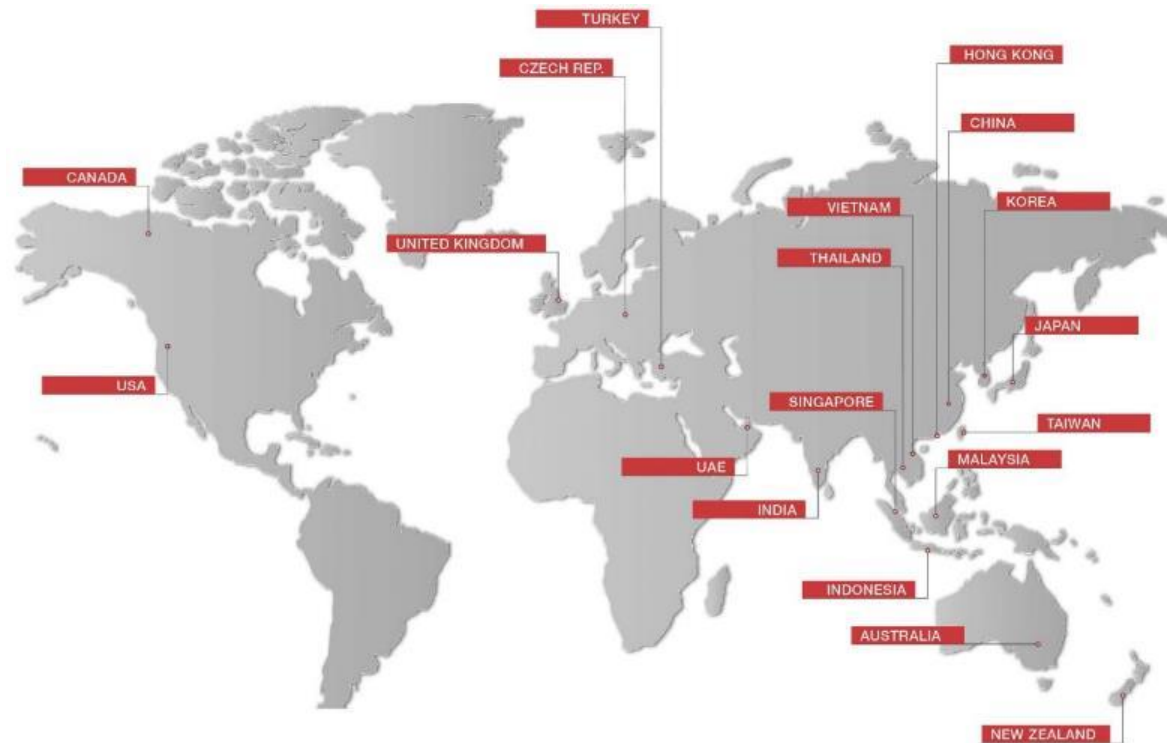 TURKEY
HONG KONG
CZECH REP.
CHINA
CANADA
KOREA
VIETNAM
UNITED KINGDOM
THAILAND
JAPAN
USA
SINGAPORE
TAIWAN
MALAYSIA
UAE
INDIA
INDONESIA
AUSTRALIA
NEW ZEALAND